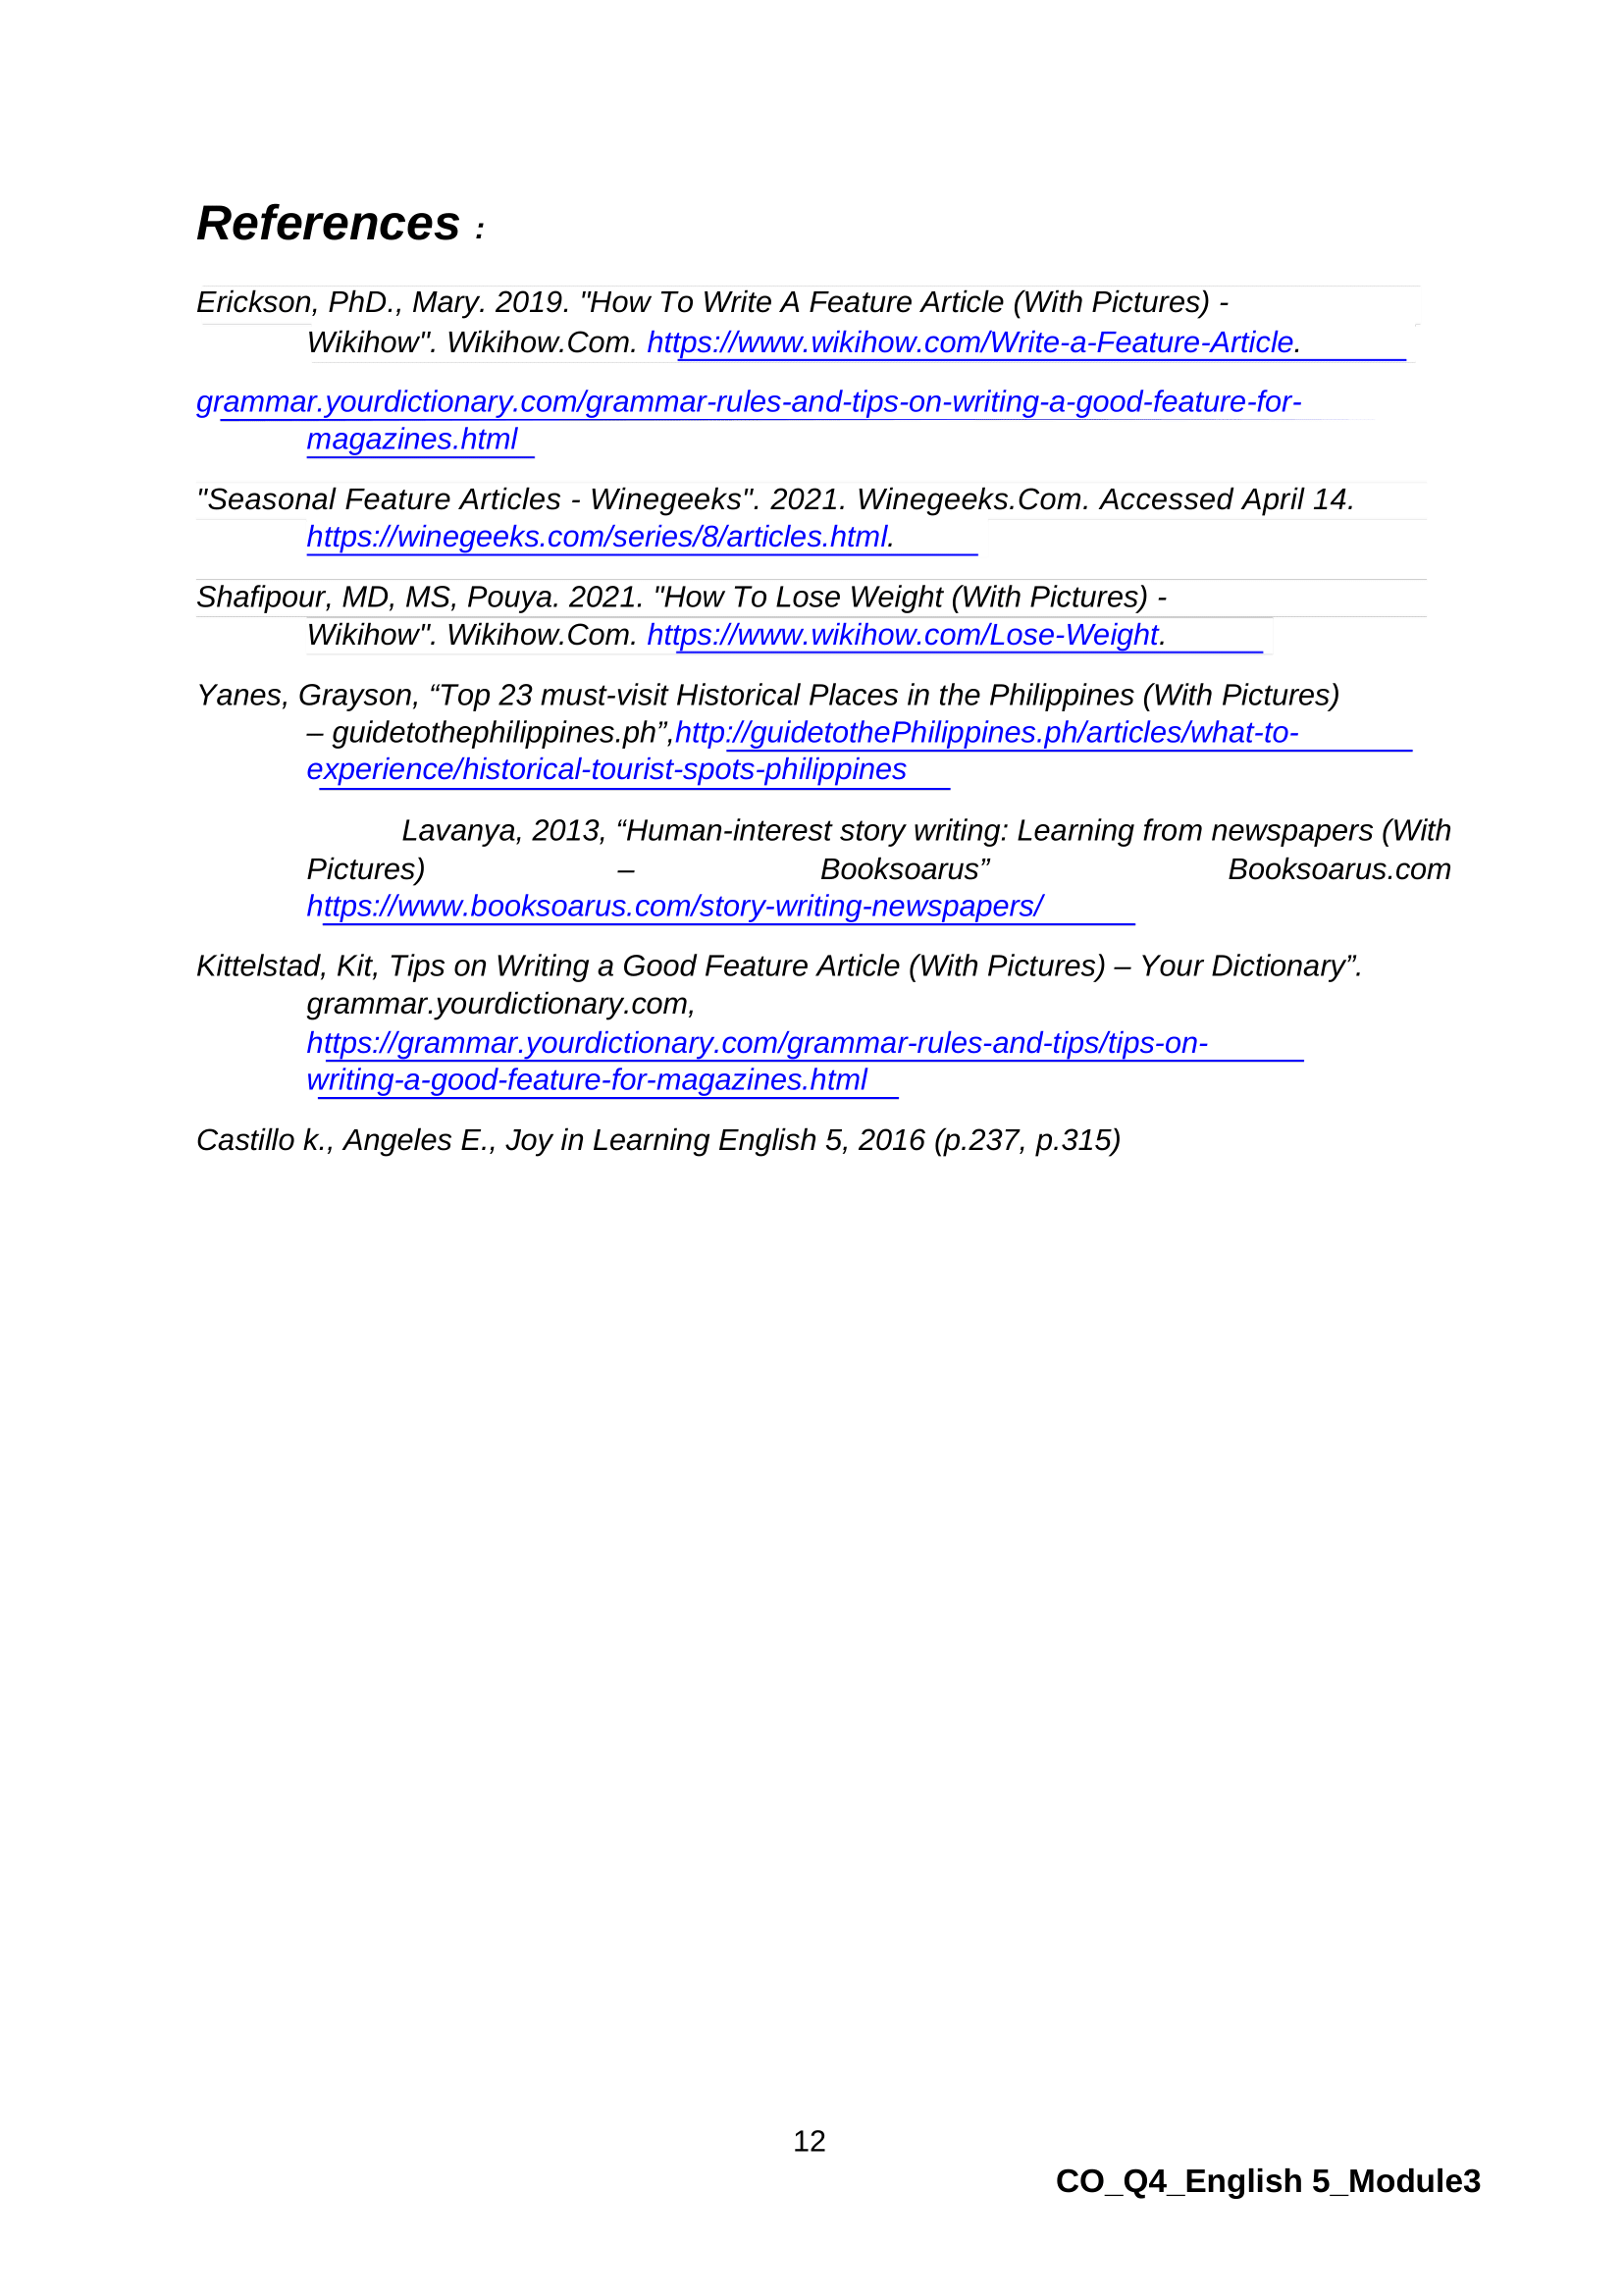 References :
Erickson, PhD., Mary. 2019. "How To Write A Feature Article (With Pictures) -
Wikihow". Wikihow.Com. https://www.wikihow.com/Write-a-Feature-Article.
grammar.yourdictionary.com/grammar-rules-and-tips-on-writing-a-good-feature-for-
magazines.html
"Seasonal Feature Articles - Winegeeks". 2021. Winegeeks.Com. Accessed April 14.
https://winegeeks.com/series/8/articles.html.
Shafipour, MD, MS, Pouya. 2021. "How To Lose Weight (With Pictures) -
Wikihow". Wikihow.Com. https://www.wikihow.com/Lose-Weight.
Yanes, Grayson, “Top 23 must-visit Historical Places in the Philippines (With Pictures)
– guidetothephilippines.ph”,http://guidetothePhilippines.ph/articles/what-to-
experience/historical-tourist-spots-philippines
Lavanya, 2013, “Human-interest story writing: Learning from newspapers (With
Pictures) – Booksoarus” Booksoarus.com
https://www.booksoarus.com/story-writing-newspapers/
Kittelstad, Kit, Tips on Writing a Good Feature Article (With Pictures) – Your Dictionary”.
grammar.yourdictionary.com,
https://grammar.yourdictionary.com/grammar-rules-and-tips/tips-on-
writing-a-good-feature-for-magazines.html
Castillo k., Angeles E., Joy in Learning English 5, 2016 (p.237, p.315)
12
CO_Q4_English 5_Module3